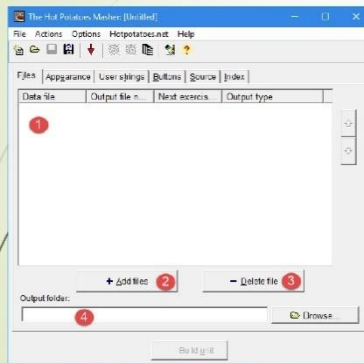 The Hot Potatoes Masher: [Untitled]
File Actions Options Hotpotatoes.net Help
Files Appearance User strings Buttons Source Index
Data file Output file n... Next exercis... Output type
1
+ Add files 2 - Delete file 3
Output folder:
4 Browse...
Build unit